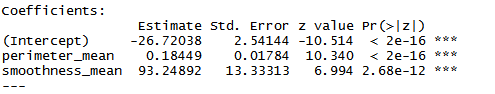 Coefficients:
Estimate Std. Error z value Pr(>|z|)
(Intercept) -26.72038 2.54144 -10.514 < 2e-16 ***
perimeter_mean 0.18449 0.01784 10.340 < 2e-16 ***
smoothness_mean 93.24892 13.33313 6.994 2.68e-12 ***
---